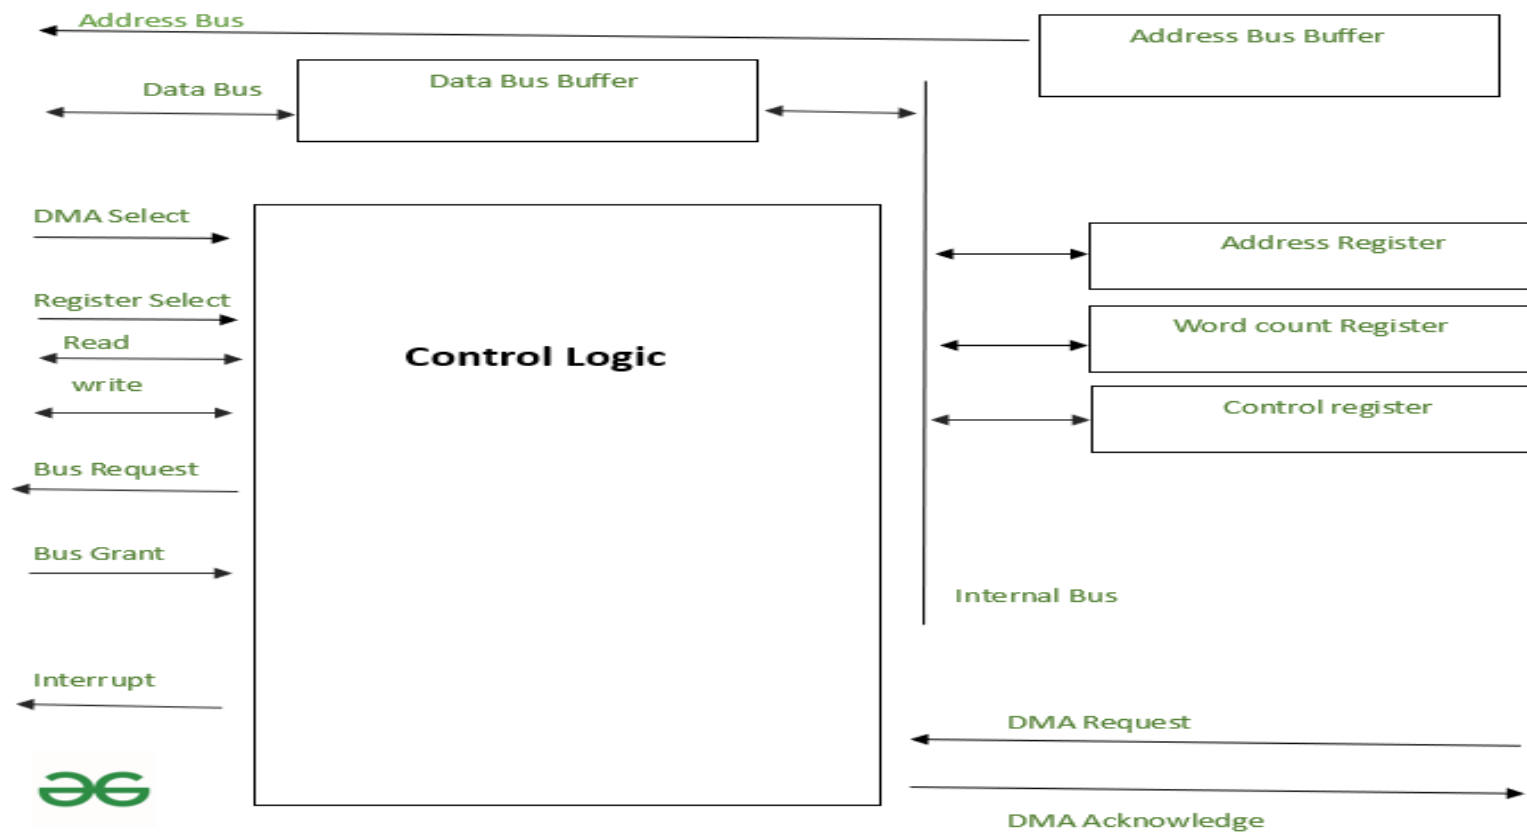 Address Bus
Address Bus Buffer
Data Bus
Data Bus Buffer
DMA Select
Address Register
Register Select
Word count Register
Read
Control Logic
write
Control register
Bus Request
Bus Grant
Internal Bus
Interrupt
DMA Request
DMA Acknowledge